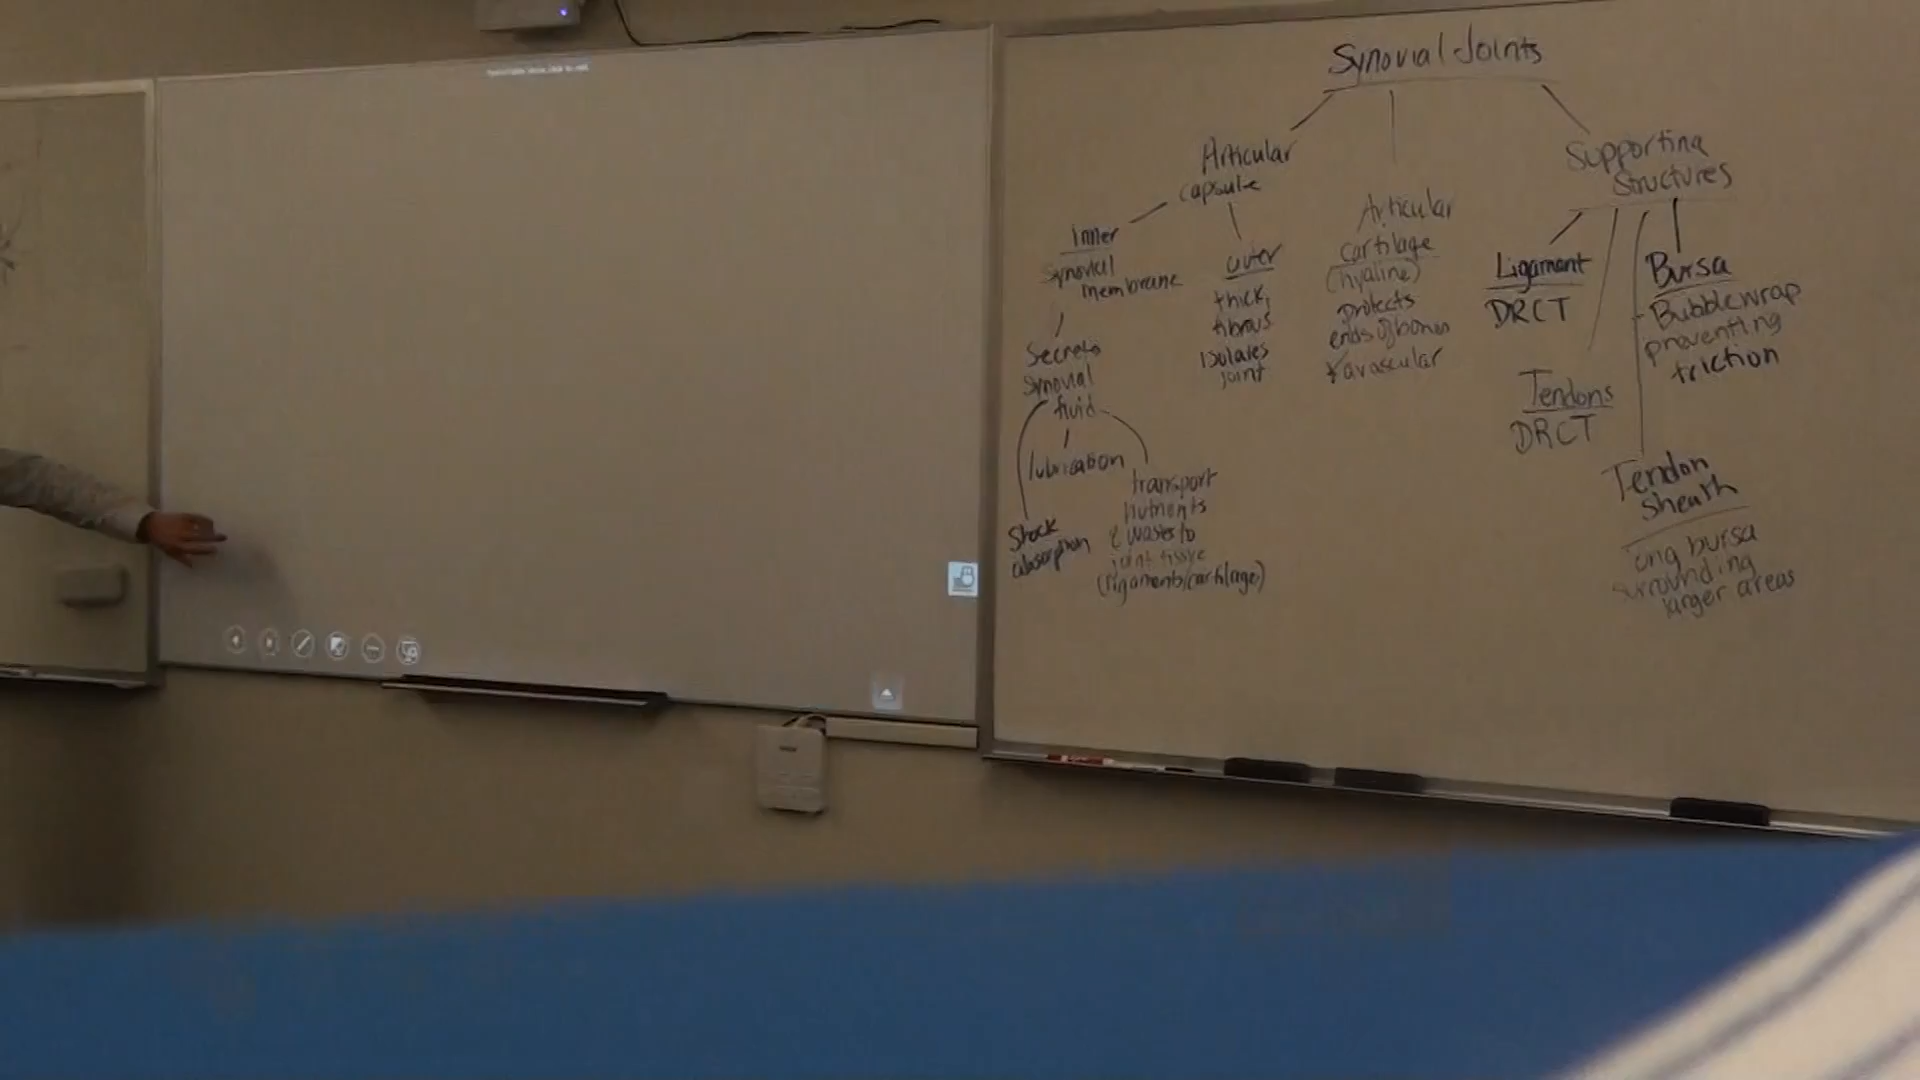 Synovial Joints
Articular
capsule
inner
synovial
membrane
Secrets
synovial
fluid
lubrication
Shock
absorption
transport
nutrients
& wastes to
joint tissue
(ligaments/cartilage)
outer
thick,
fibrous
isolates
joint
Articular
cartilage
(hyaline)
protects
ends of bones
*avascular
Supporting
Structures
Ligament
DRCT
Tendons
DRCT
Bursa
Bubblewrap
preventing
friction
Tendon
Sheath
long bursa
surrounding
larger areas